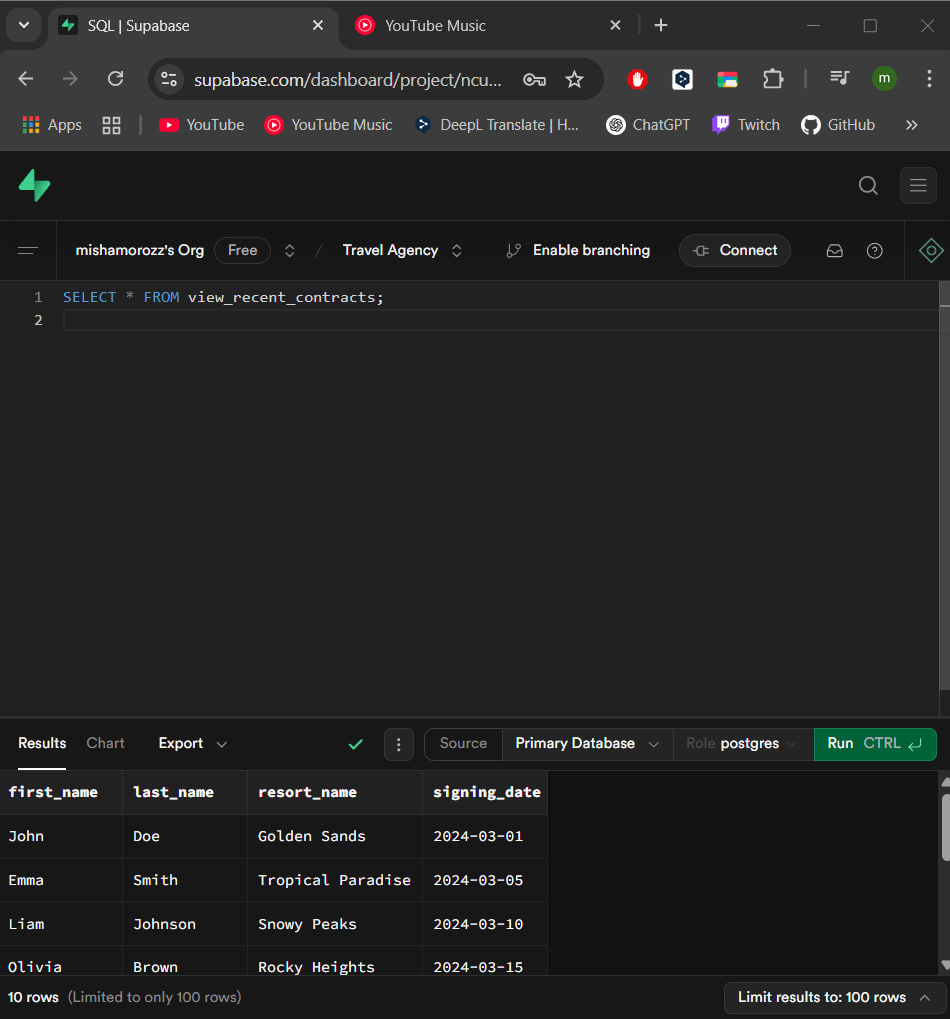 SQL | Supabase
YouTube Music
supabase.com/dashboard/project/ncu...
m
Apps
YouTube
YouTube Music
DeepL Translate | H...
ChatGPT
Twitch
GitHub
mishamorozz's Org Free / Travel Agency Enable branching Connect
1 SELECT * FROM view_recent_contracts;
2
Results Chart Export Source Primary Database Role postgres Run CTRL
first_name last_name resort_name signing_date
John Doe Golden Sands 2024-03-01
Emma Smith Tropical Paradise 2024-03-05
Liam Johnson Snowy Peaks 2024-03-10
Olivia Brown Rocky Heights 2024-03-15
10 rows (Limited to only 100 rows) Limit results to: 100 rows